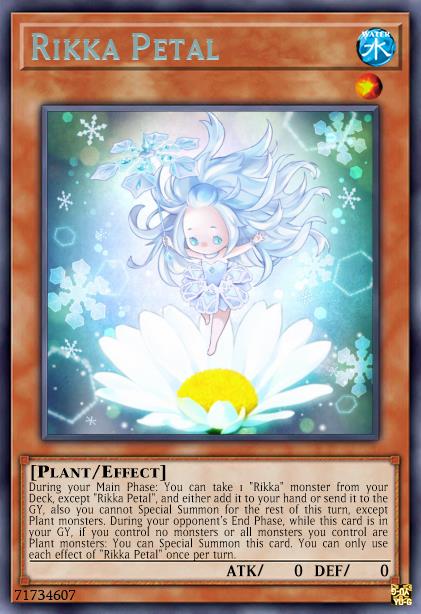 RIKKA PETAL
WATER
水
[PLANT/EFFECT]
During your Main Phase: You can take 1 "Rikka" monster from your
Deck, except "Rikka Petal", and either add it to your hand or send it to the
GY, also you cannot Special Summon for the rest of this turn, except
Plant monsters. During your opponent's End Phase, while this card is
in your GY, if you control no monsters or all monsters you control are
Plant monsters: You can Special Summon this card. You can only use
each effect of "Rikka Petal" once per turn.
ATK/ 0 DEF/ 0
71734607